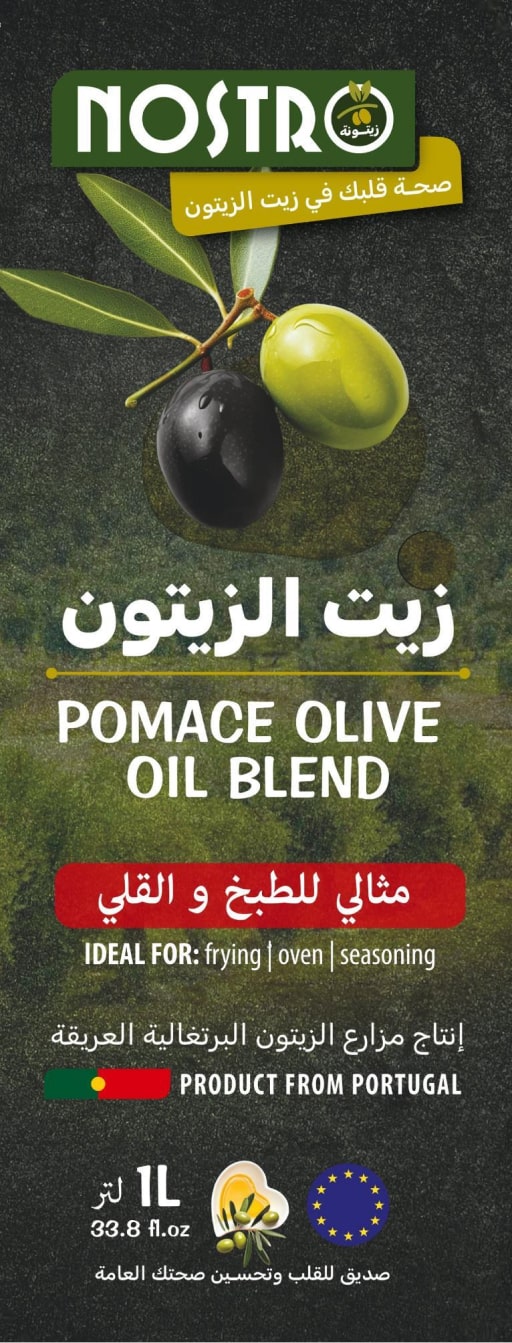 NOSTRO
زيتونة
صحة قلبك في زيت الزيتون
زيت الزيتون
POMACE OLIVE
OIL BLEND
مثالي للطبخ و القلي
IDEAL FOR: frying | oven | seasoning
إنتاج مزارع الزيتون البرتغالية العريقة
PRODUCT FROM PORTUGAL
1L لتر
33.8 fl.oz
صديق للقلب وتحسين صحتك العامة